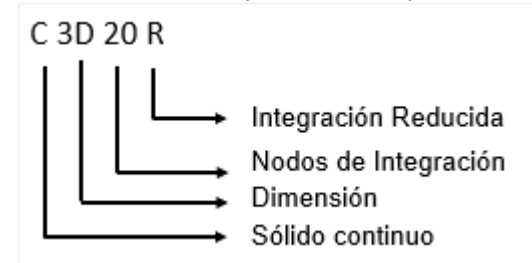 C 3D 20 R
Integración Reducida
Nodos de Integración
Dimensión
Sólido continuo